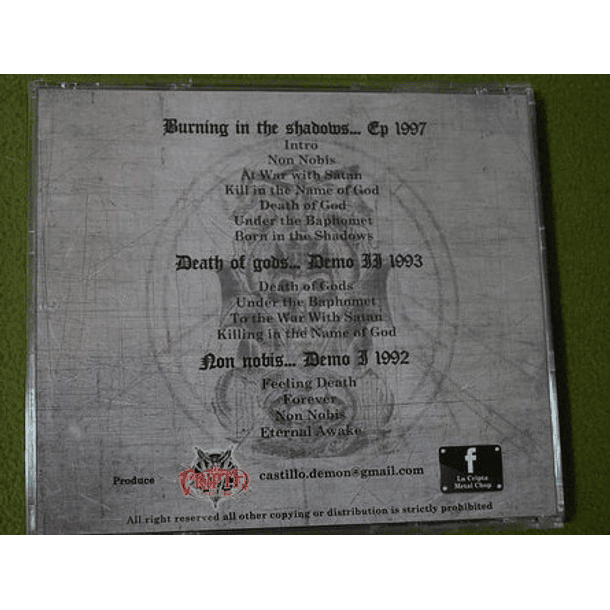 Burning in the shadows... Ep 1997
Intro
Non Nobis
At War with Satan
Kill in the Name of God
Death of God
Under the Baphomet
Born in the Shadows
Death of gods... Demo II 1993
Death of Gods
Under the Baphomet
To the War With Satan
Killing in the Name of God
Non nobis... Demo I 1992
Feeling Death
Forever
Non Nobis
Eternal Awake
Produce
castillo.demon@gmail.com
f
La Cripta
Metal Chop
All right reserved all other copying or distribution is strictly prohibited